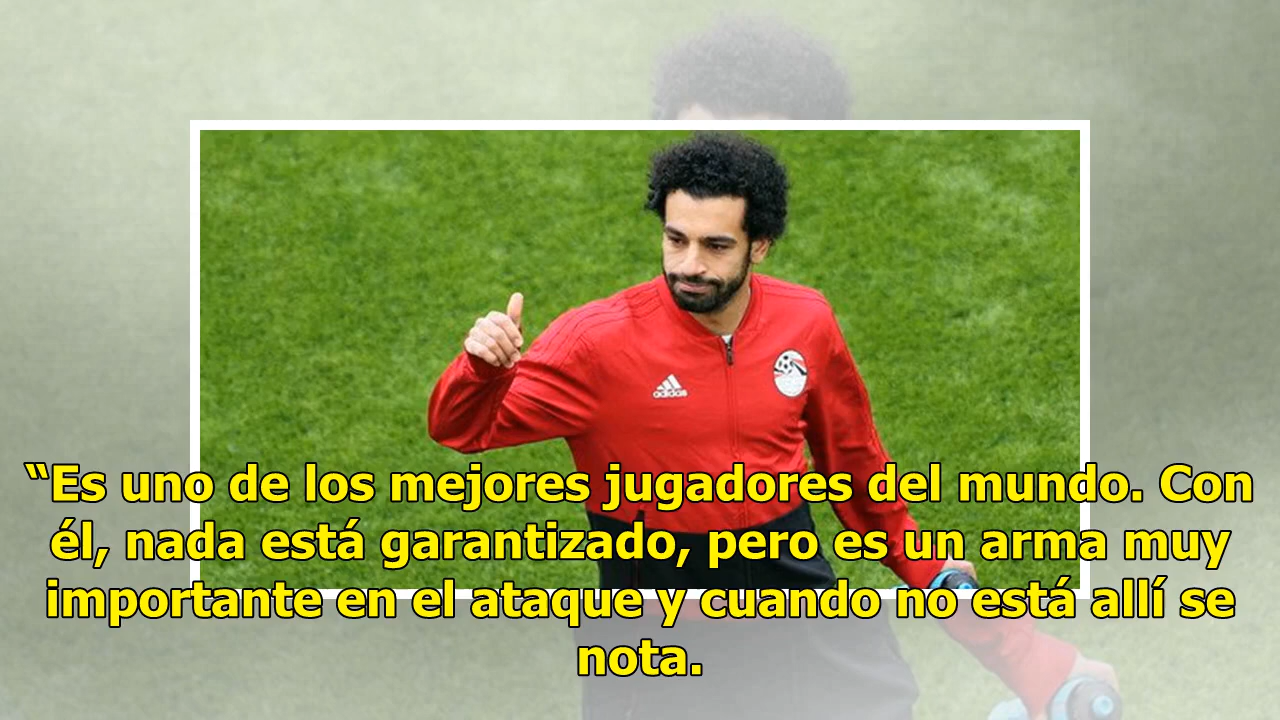 adidas
“Es uno de los mejores jugadores del mundo. Con
él, nada está garantizado, pero es un arma muy
importante en el ataque y cuando no está allí se
nota.